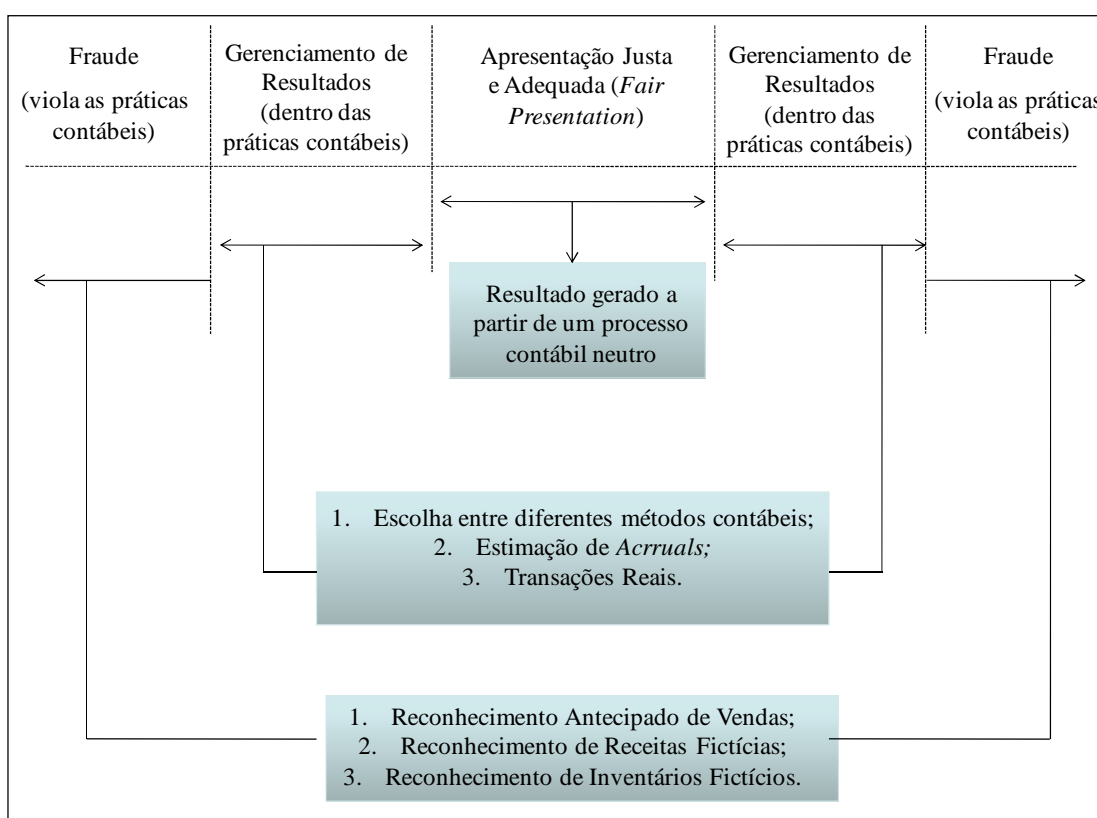 Fraude
(viola as práticas
contábeis)
Gerenciamento de
Resultados
(dentro das
práticas contábeis)
Apresentação Justa
e Adequada (Fair
Presentation)
Gerenciamento de
Resultados
(dentro das
práticas contábeis)
Fraude
(viola as práticas
contábeis)
Resultado gerado a
partir de um processo
contábil neutro
1. Escolha entre diferentes métodos contábeis;
2. Estimação de Acrruals;
3. Transações Reais.
1. Reconhecimento Antecipado de Vendas;
2. Reconhecimento de Receitas Fictícias;
3. Reconhecimento de Inventários Fictícios.